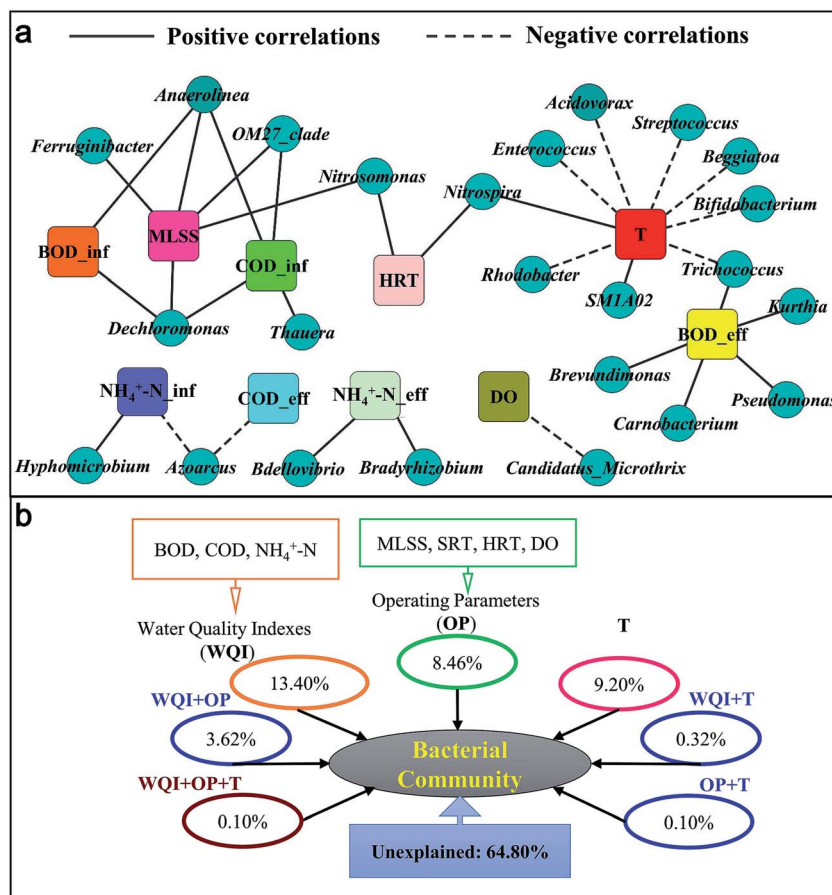 a
Positive correlations
Negative correlations
Anaerolinea
Acidovorax
Streptococcus
Ferruginibacter
OM27_clade
Enterococcus
Beggiatoa
Nitrosomonas
Nitrospira
Bifidobacterium
BOD_inf
MLSS
COD_inf
HRT
T
Rhodobacter
Trichococcus
SM1A02
Kurthia
Dechloromonas
Thauera
BOD_eff
Brevundimonas
NH₄⁺-N_inf
COD_eff
NH₄⁺-N_eff
DO
Pseudomonas
Carnobacterium
Hyphomicrobium
Azoarcus
Bdellovibrio
Bradyrhizobium
Candidatus_Microthrix
b
BOD, COD, NH₄⁺-N
MLSS, SRT, HRT, DO
Operating Parameters
(OP)
Water Quality Indexes
(WQI)
T
13.40%
8.46%
9.20%
WQI+OP
WQI+T
3.62%
Bacterial
Community
0.32%
WQI+OP+T
OP+T
0.10%
0.10%
Unexplained: 64.80%